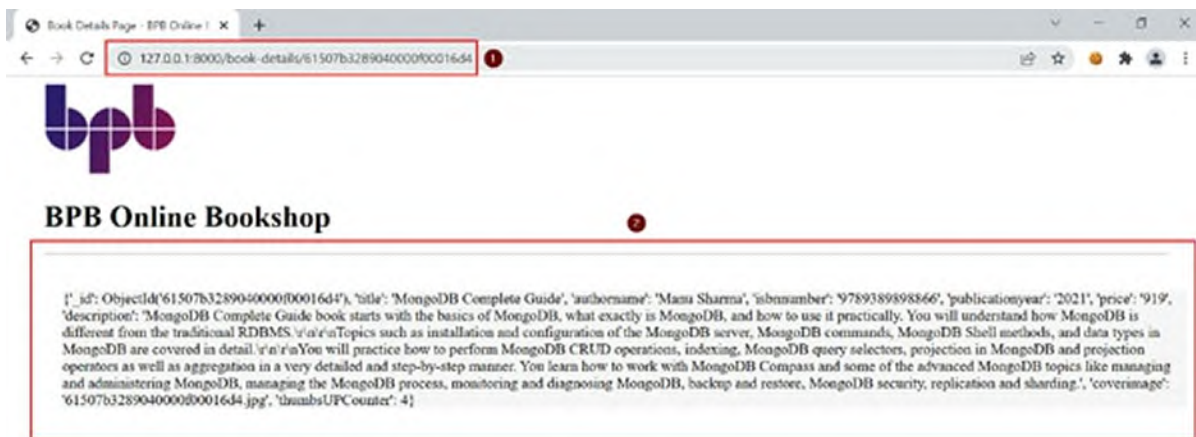 Book Details Page - BPB Online
127.0.0.1:8000/book-details/61507b3289040000f00016d4
1
bpb
BPB Online Bookshop
2
{'_id': ObjectId('61507b3289040000f00016d4'), 'title': 'MongoDB Complete Guide', 'authorname': 'Manu Sharma', 'isbnnumber': '9789389898866', 'publicationyear': '2021', 'price': '919',
'description': 'MongoDB Complete Guide book starts with the basics of MongoDB, what exactly is MongoDB, and how to use it practically. You will understand how MongoDB is
different from the traditional RDBMS.\r\n\r\nTopics such as installation and configuration of the MongoDB server, MongoDB commands, MongoDB Shell methods, and data types in
MongoDB are covered in detail.\r\n\r\nYou will practice how to perform MongoDB CRUD operations, indexing, MongoDB query selectors, projection in MongoDB and projection
operators as well as aggregation in a very detailed and step-by-step manner. You learn how to work with MongoDB Compass and some of the advanced MongoDB topics like managing
and administering MongoDB, managing the MongoDB process, monitoring and diagnosing MongoDB, backup and restore, MongoDB security, replication and sharding.', 'coverimage':
'61507b3289040000f00016d4.jpg', 'thumbsUPCounter': 4}